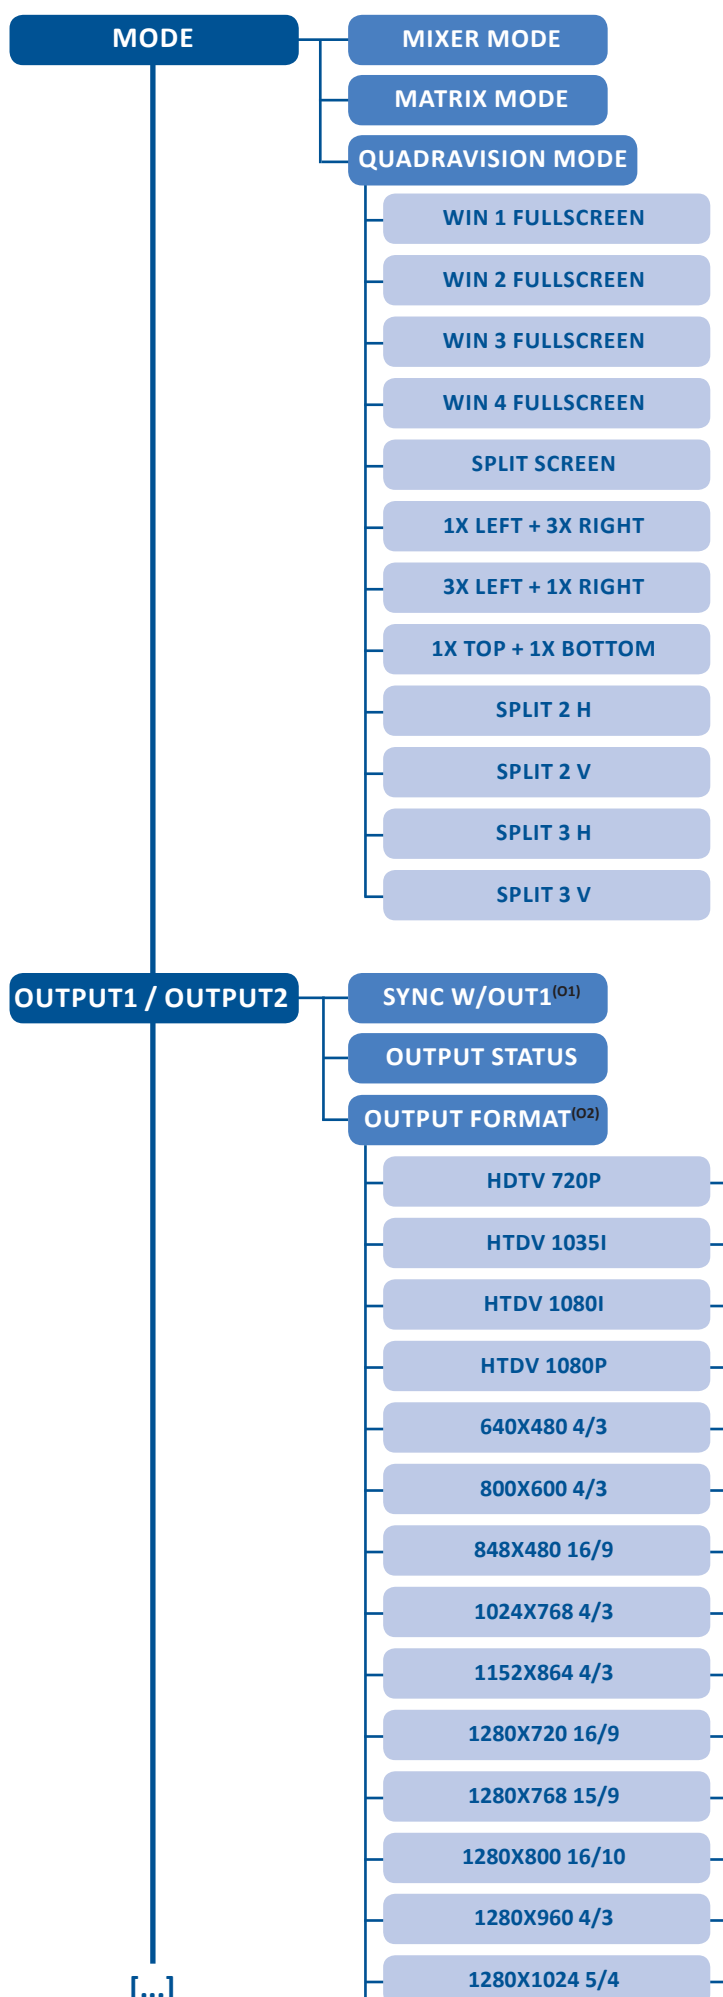 MODE
MIXER MODE
MATRIX MODE
QUADRAVISION MODE
WIN 1 FULLSCREEN
WIN 2 FULLSCREEN
WIN 3 FULLSCREEN
WIN 4 FULLSCREEN
SPLIT SCREEN
1X LEFT + 3X RIGHT
3X LEFT + 1X RIGHT
1X TOP + 1X BOTTOM
SPLIT 2 H
SPLIT 2 V
SPLIT 3 H
SPLIT 3 V
OUTPUT1 / OUTPUT2
SYNC W/OUT1(O1)
OUTPUT STATUS
OUTPUT FORMAT(O2)
HDTV 720P
HTDV 1035I
HTDV 1080I
HTDV 1080P
640X480 4/3
800X600 4/3
848X480 16/9
1024X768 4/3
1152X864 4/3
1280X720 16/9
1280X768 15/9
1280X800 16/10
1280X960 4/3
1280X1024 5/4
[...]